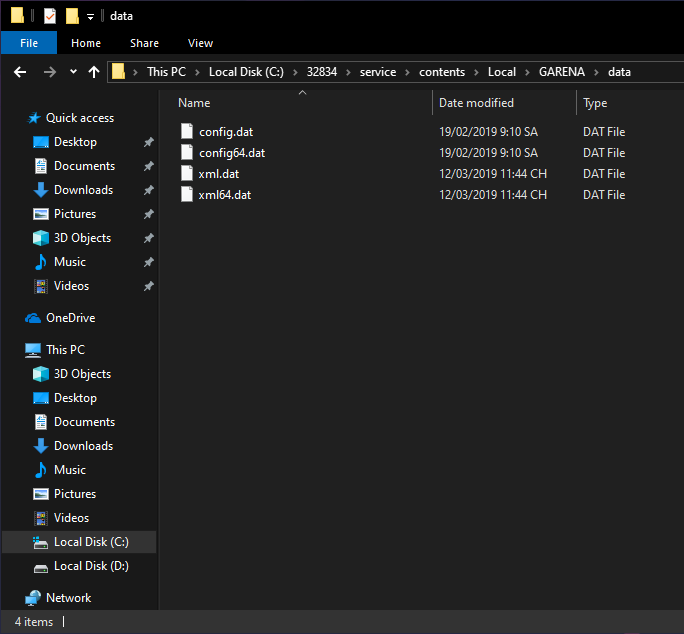 data
File Home Share View
This PC Local Disk (C:) 32834 service contents Local GARENA data
Name Date modified Type
config.dat 19/02/2019 9:10 SA DAT File
config64.dat 19/02/2019 9:10 SA DAT File
xml.dat 12/03/2019 11:44 CH DAT File
xml64.dat 12/03/2019 11:44 CH DAT File
Quick access
Desktop
Documents
Downloads
Pictures
3D Objects
Music
Videos
OneDrive
This PC
3D Objects
Desktop
Documents
Downloads
Music
Pictures
Videos
Local Disk (C:)
Local Disk (D:)
Network
4 items